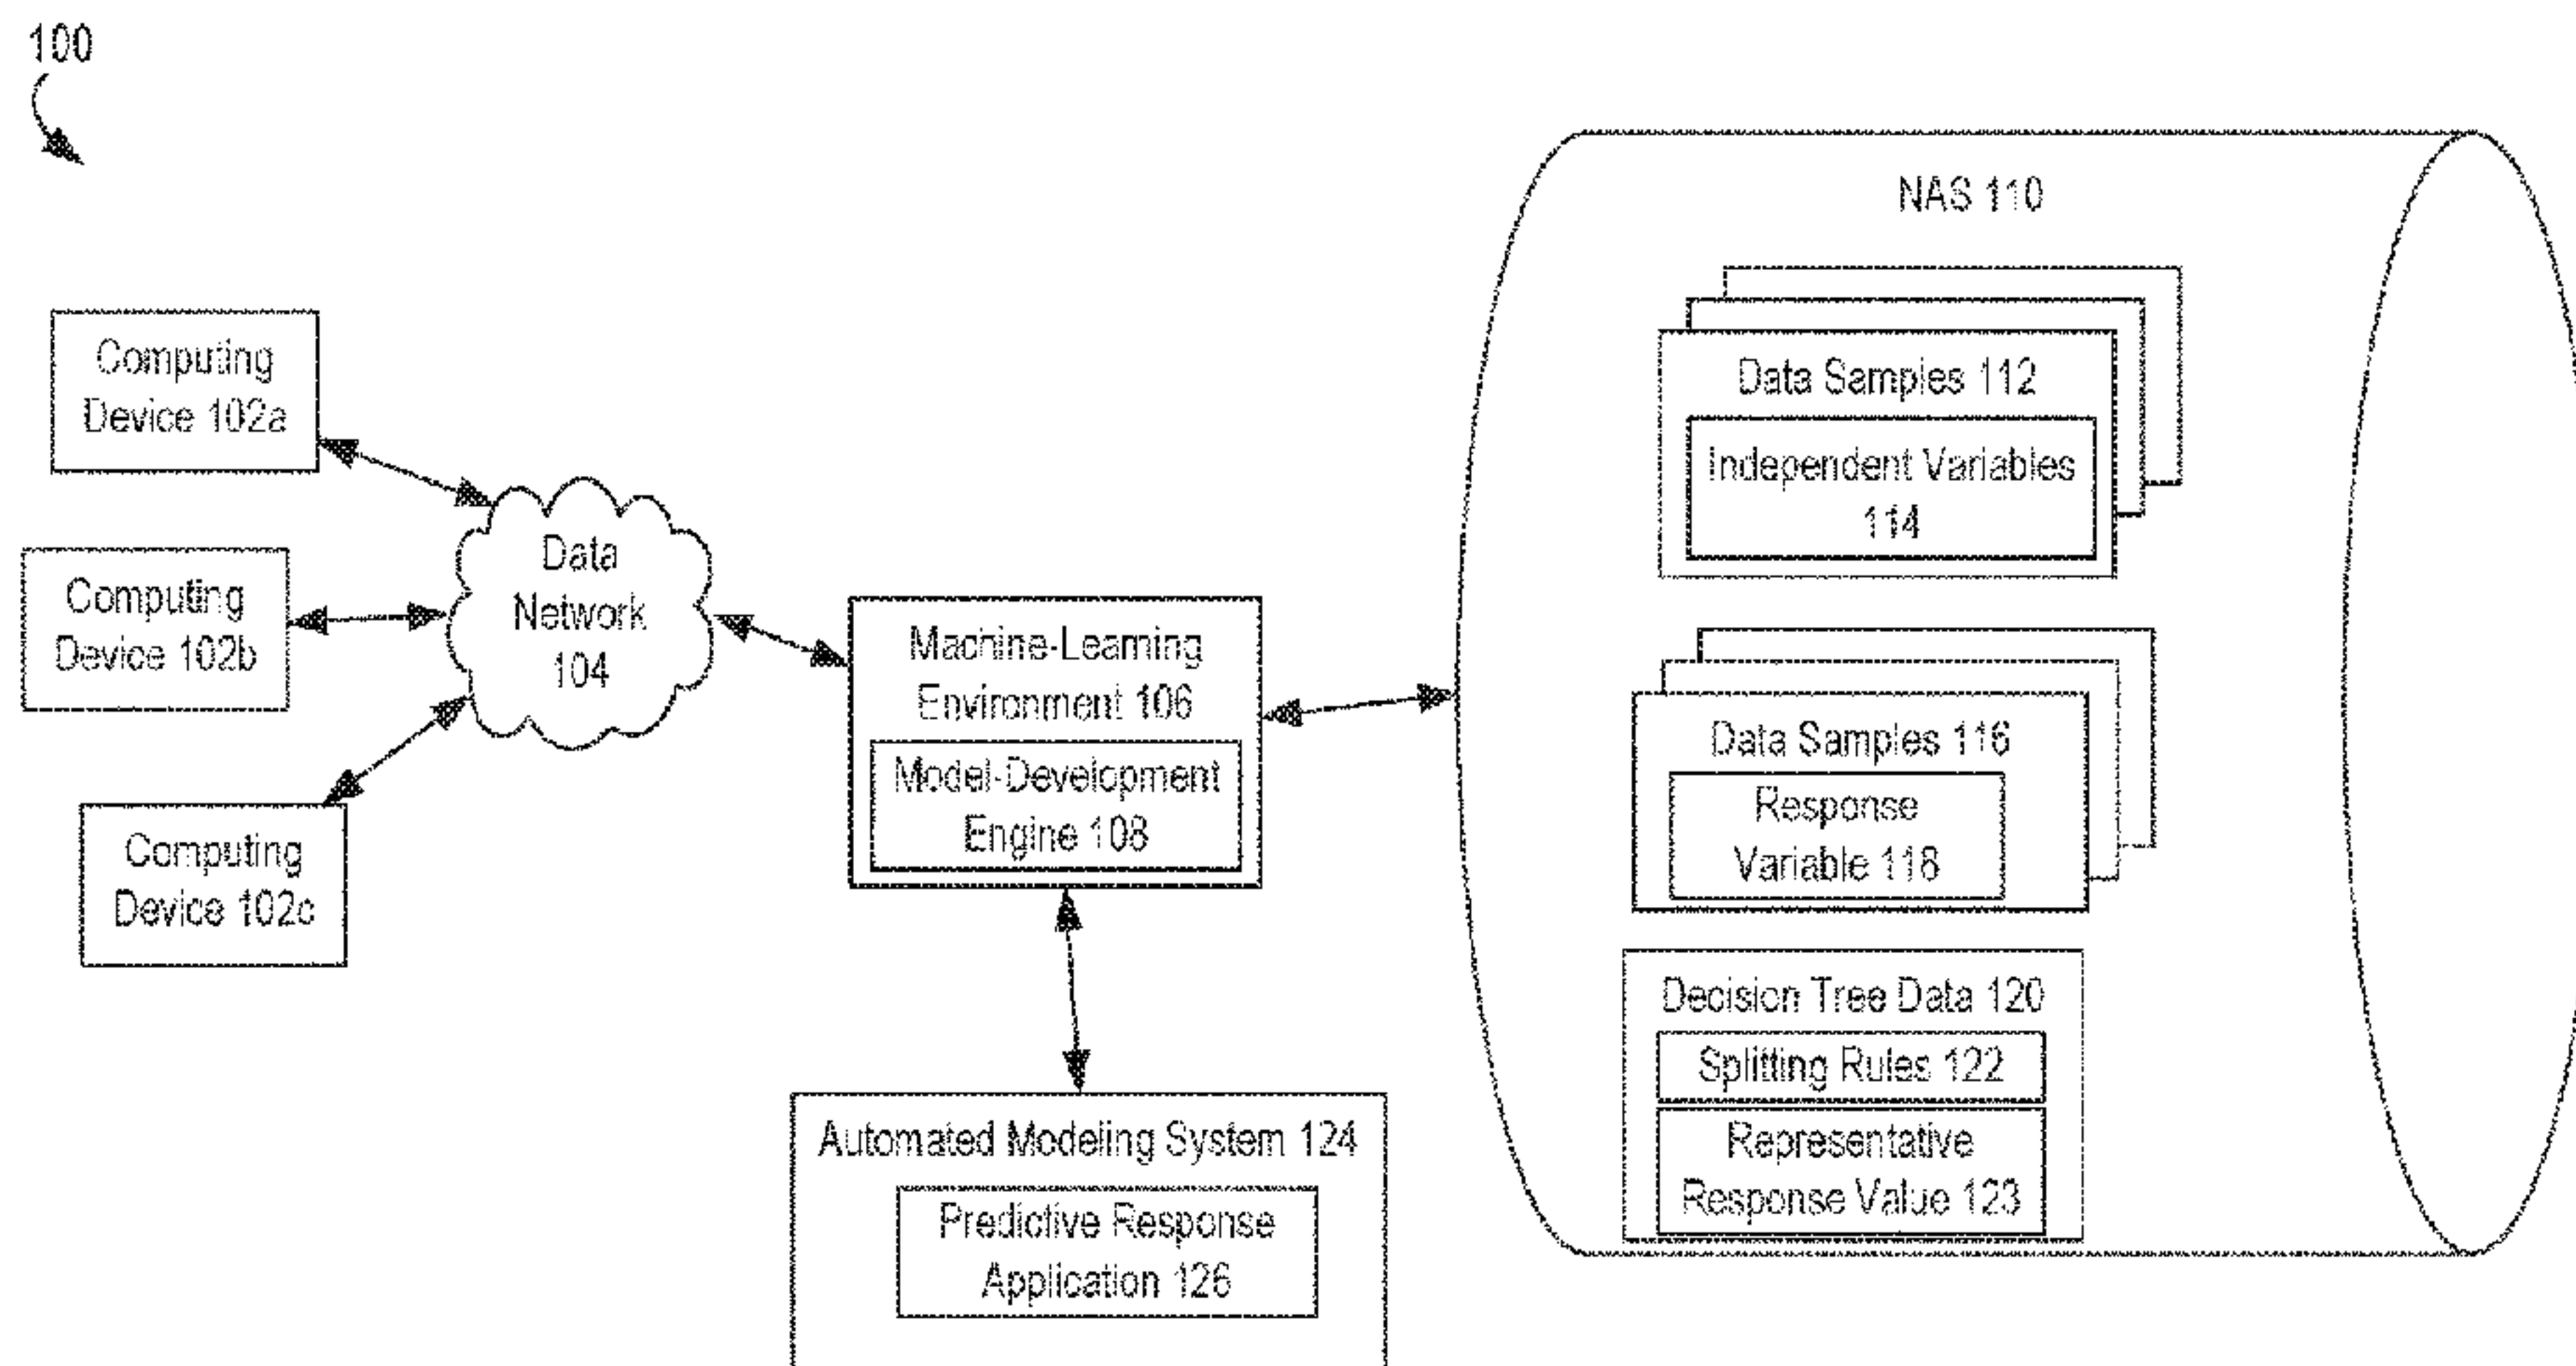 100
NAS 110
Computing
Device 102a
Data Samples 112
Independent Variables
114
Computing
Device 102b
Data
Network
104
Machine-Learning
Environment 106
Model-Development
Engine 108
Data Samples 116
Response
Variable 118
Computing
Device 102c
Decision Tree Data 120
Splitting Rules 122
Representative
Response Value 123
Automated Modeling System 124
Predictive Response
Application 126